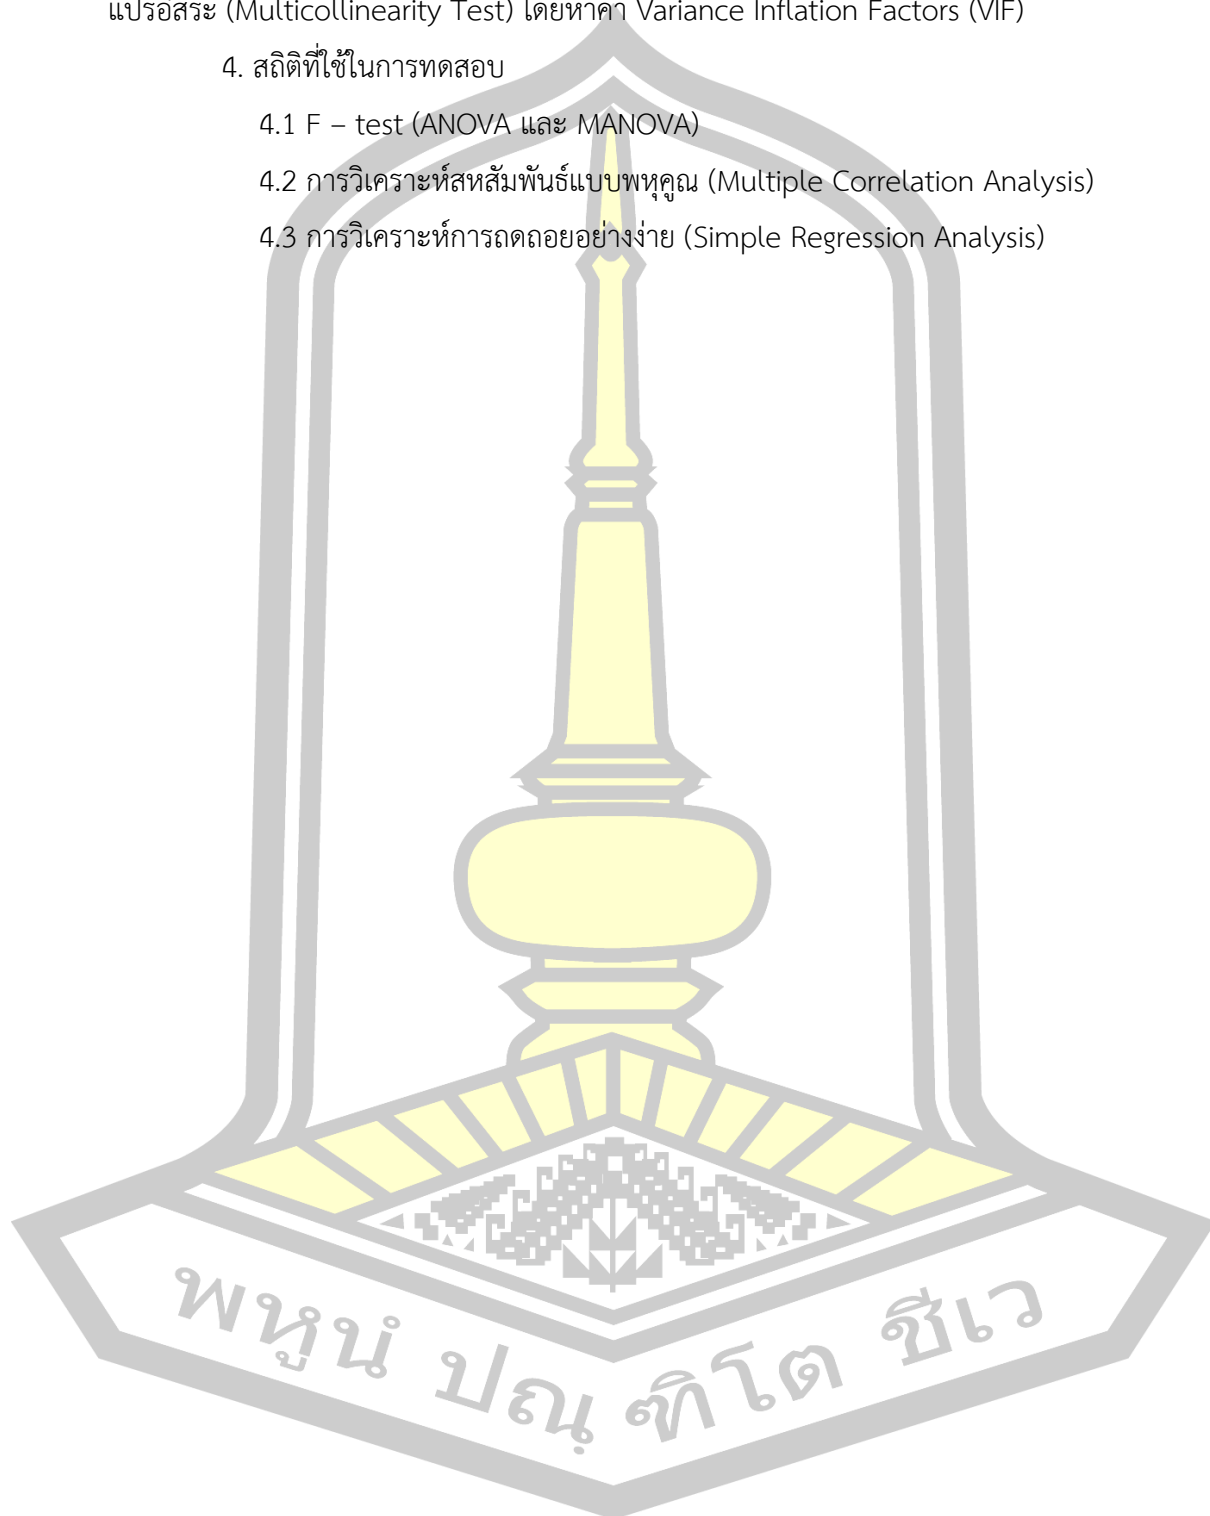 แปรอิสระ (Multicollinearity Test) โดยหาค่า Variance Inflation Factors (VIF)
4. สถิติที่ใช้ในการทดสอบ
4.1 F – test (ANOVA และ MANOVA)
4.2 การวิเคราะห์สหสัมพันธ์แบบพหุคูณ (Multiple Correlation Analysis)
4.3 การวิเคราะห์การถดถอยอย่างง่าย (Simple Regression Analysis)
พหูนํ ปณฺฑิโต ชีเว